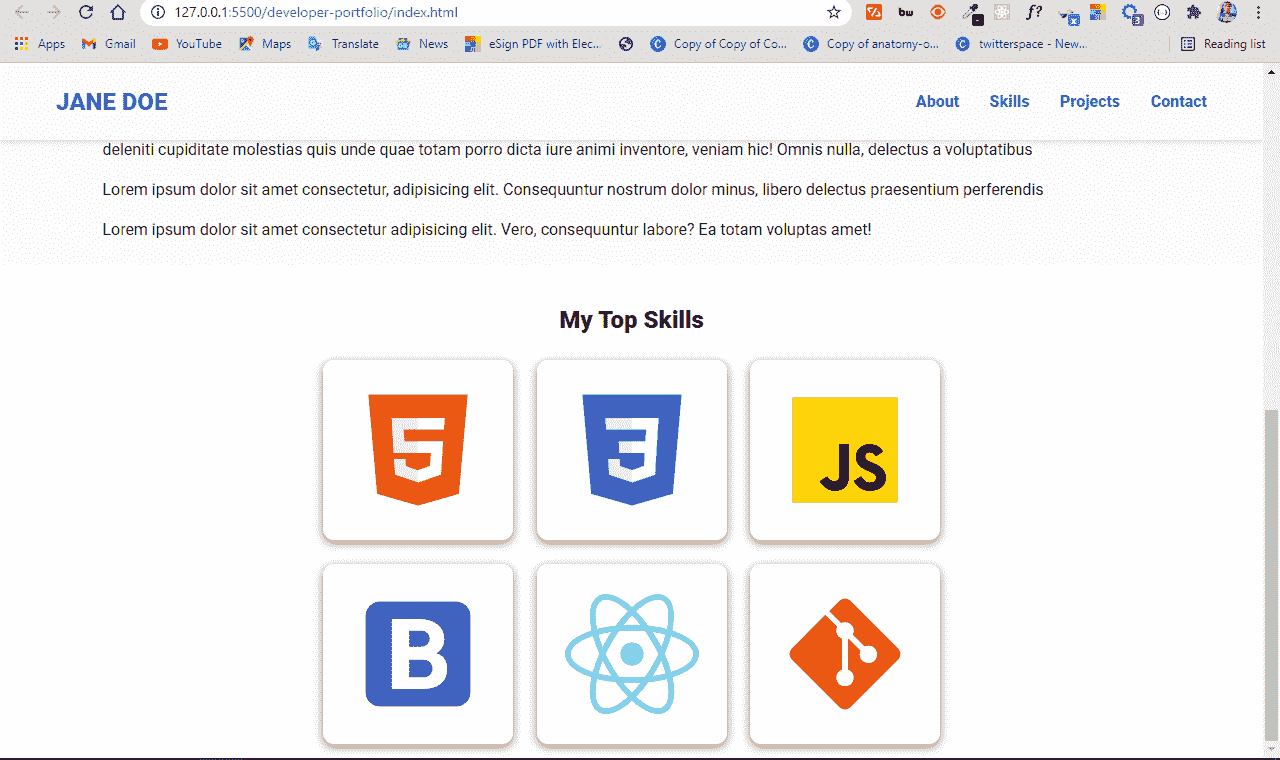 127.0.0.1:5500/developer-portfolio/index.html
bw
f?
3
Apps Gmail YouTube Maps Translate News eSign PDF with Elec... Copy of Copy of Co... Copy of anatomy-o... twitterspace - New... Reading list
JANE DOE About Skills Projects Contact
deleniti cupiditate molestias quis unde quae totam porro dicta iure animi inventore, veniam hic! Omnis nulla, delectus a voluptatibus
Lorem ipsum dolor sit amet consectetur, adipisicing elit. Consequuntur nostrum dolor minus, libero delectus praesentium perferendis
Lorem ipsum dolor sit amet consectetur adipisicing elit. Vero, consequuntur labore? Ea totam voluptas amet!
My Top Skills
5 3 JS
B